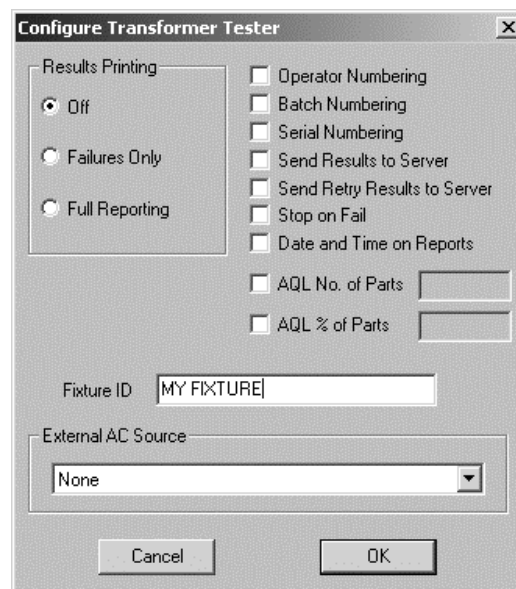 Configure Transformer Tester
Results Printing
Off
Failures Only
Full Reporting
Operator Numbering
Batch Numbering
Serial Numbering
Send Results to Server
Send Retry Results to Server
Stop on Fail
Date and Time on Reports
AQL No. of Parts
AQL % of Parts
Fixture ID MY FIXTURE
External AC Source
None
Cancel OK